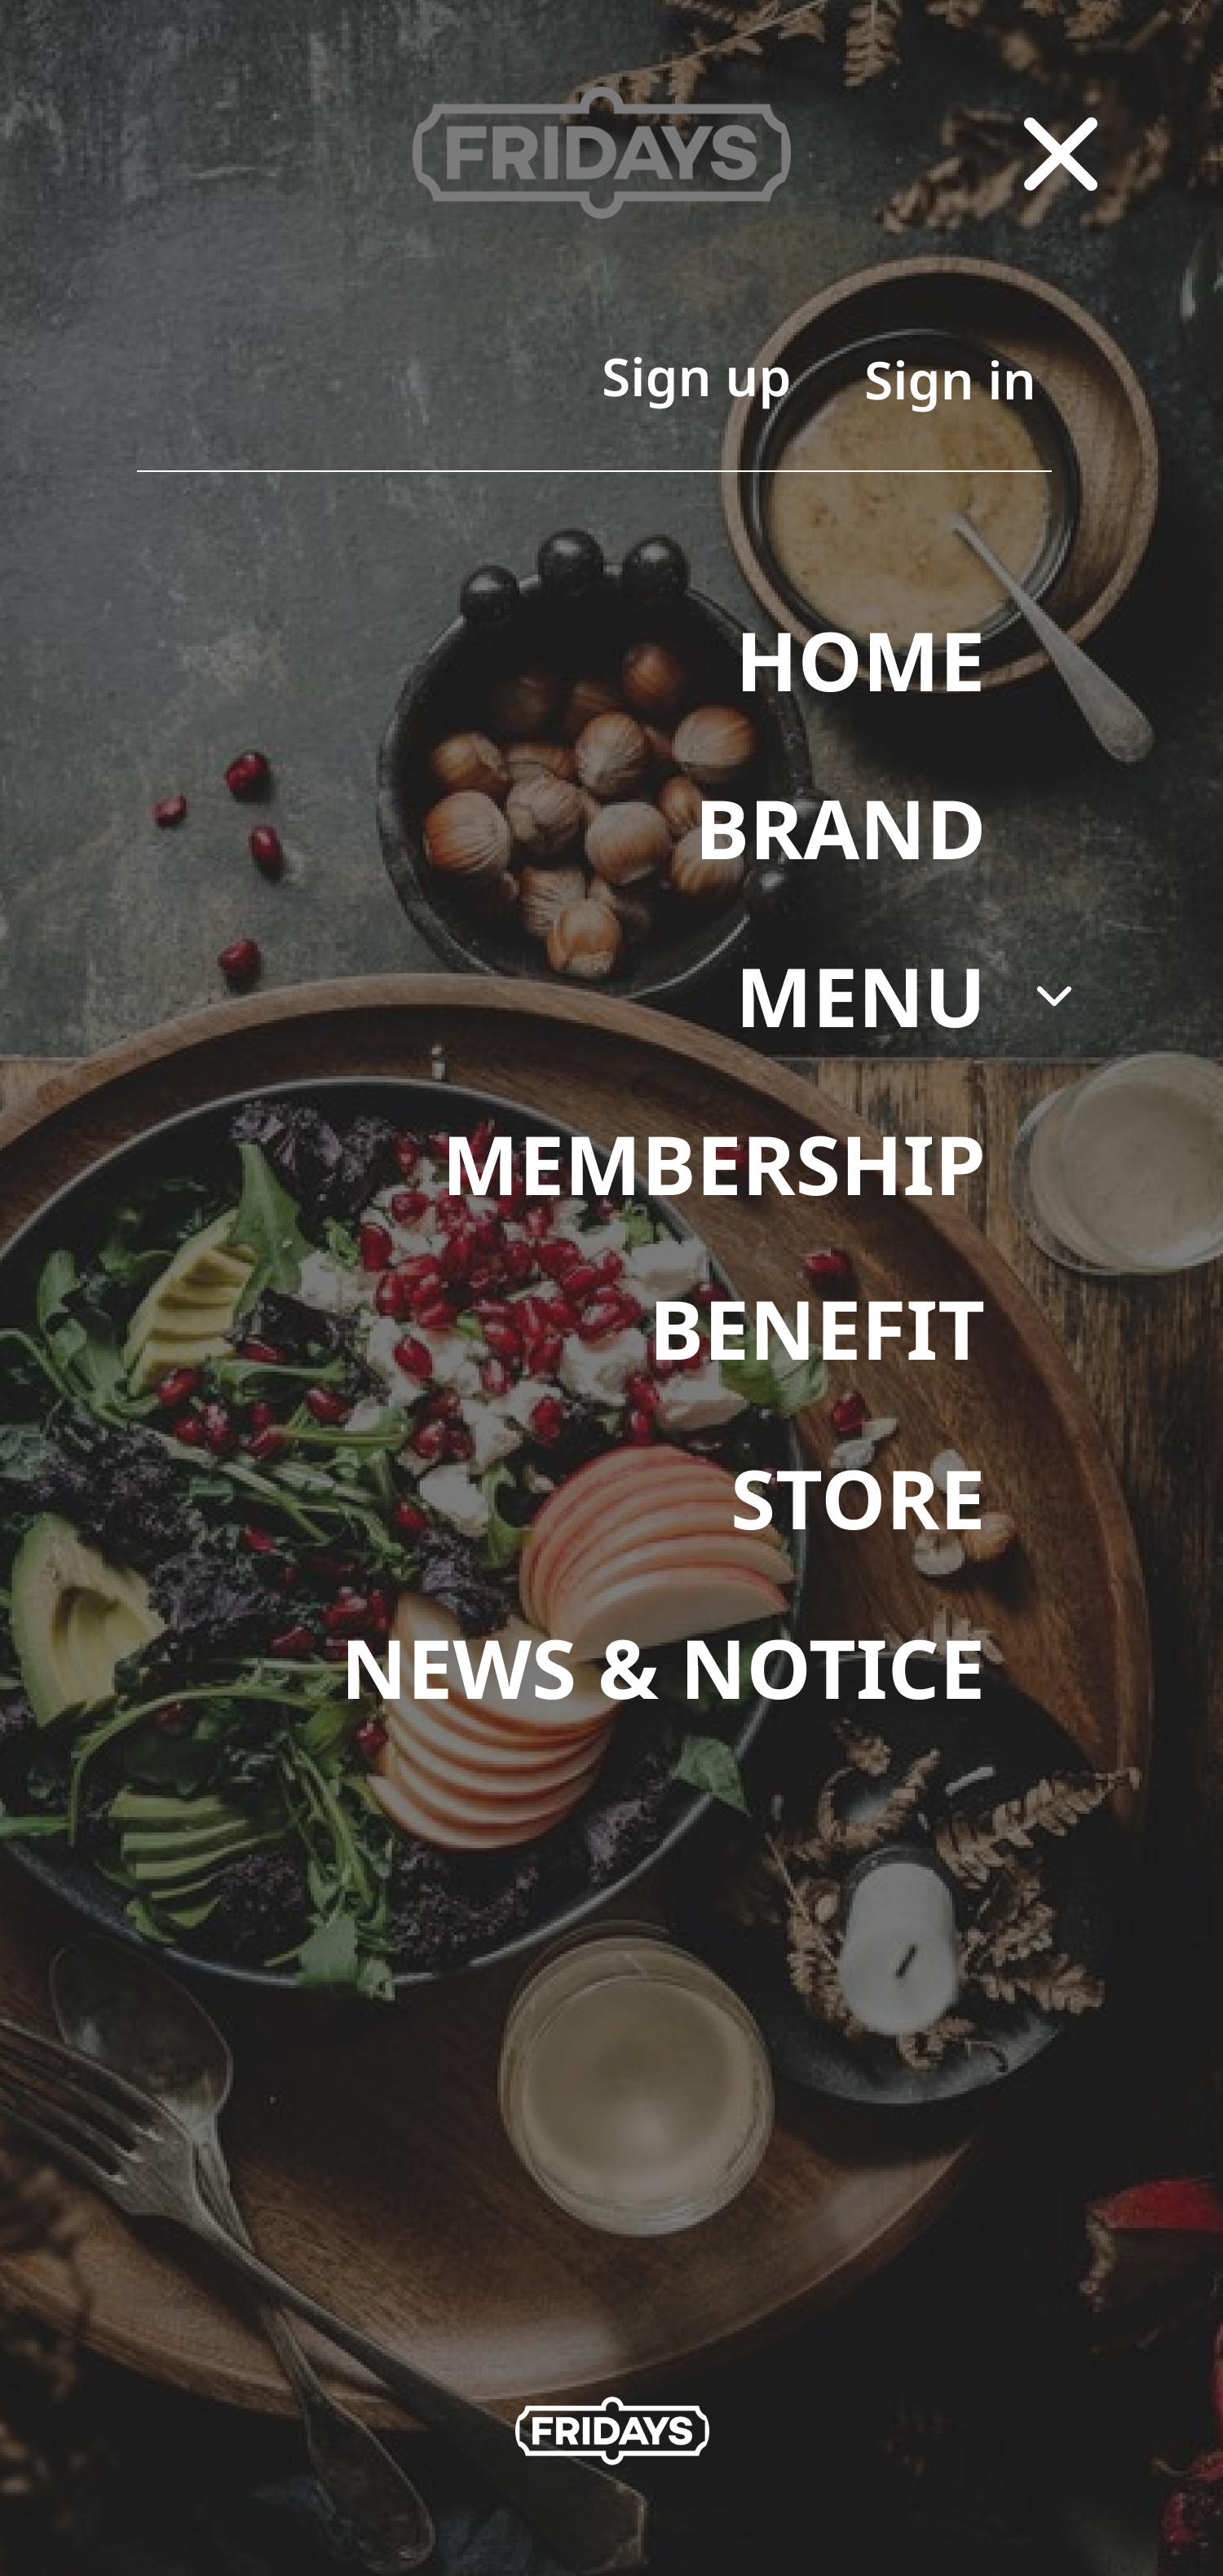 FRIDAYS
Sign up Sign in
HOME
BRAND
MENU
MEMBERSHIP
BENEFIT
STORE
NEWS & NOTICE
FRIDAYS